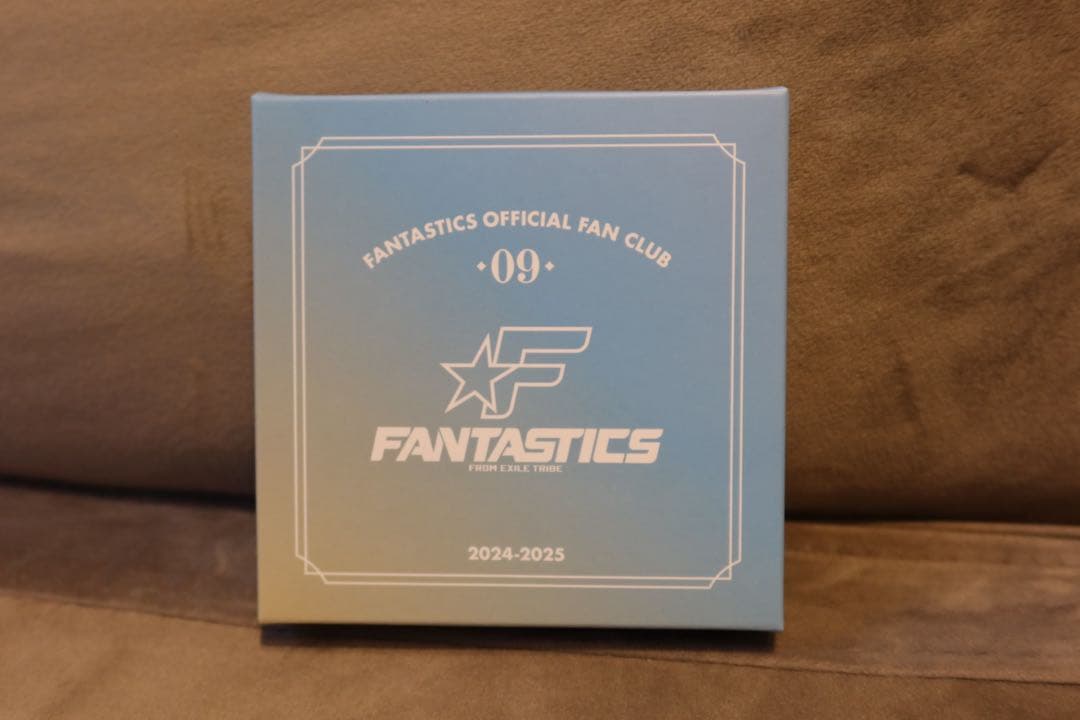 FANTASTICS OFFICIAL FAN CLUB
·09·
F
FANTASTICS
FROM EXILE TRIBE
2024-2025